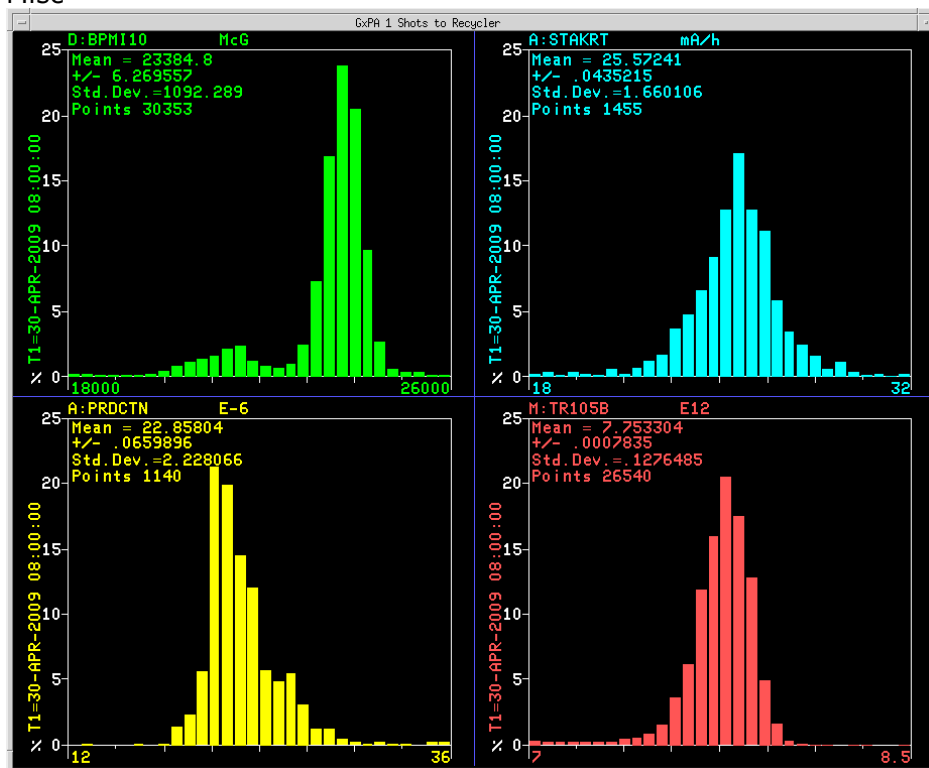 Misc
GxPA 1 Shots to Recycler
D:BPMI10 McG
25
Mean = 23384.8
+/- 6.269557
Std.Dev.=1092.289
Points 30353
20
15
10
5
% 0
18000 26000
T1=30-APR-2009 08:00:00
A:STAKRT mA/h
25
Mean = 25.57241
+/- .0435215
Std.Dev.=1.660106
Points 1455
20
15
10
5
% 0
18 32
T1=30-APR-2009 08:00:00
A:PRDCTN E-6
25
Mean = 22.85804
+/- .0659896
Std.Dev.=2.228066
Points 1140
20
15
10
5
% 0
12 36
T1=30-APR-2009 08:00:00
M:TR105B E12
25
Mean = 7.753304
+/- .0007835
Std.Dev.=.1276485
Points 26540
20
15
10
5
% 0
7 8.5
T1=30-APR-2009 08:00:00